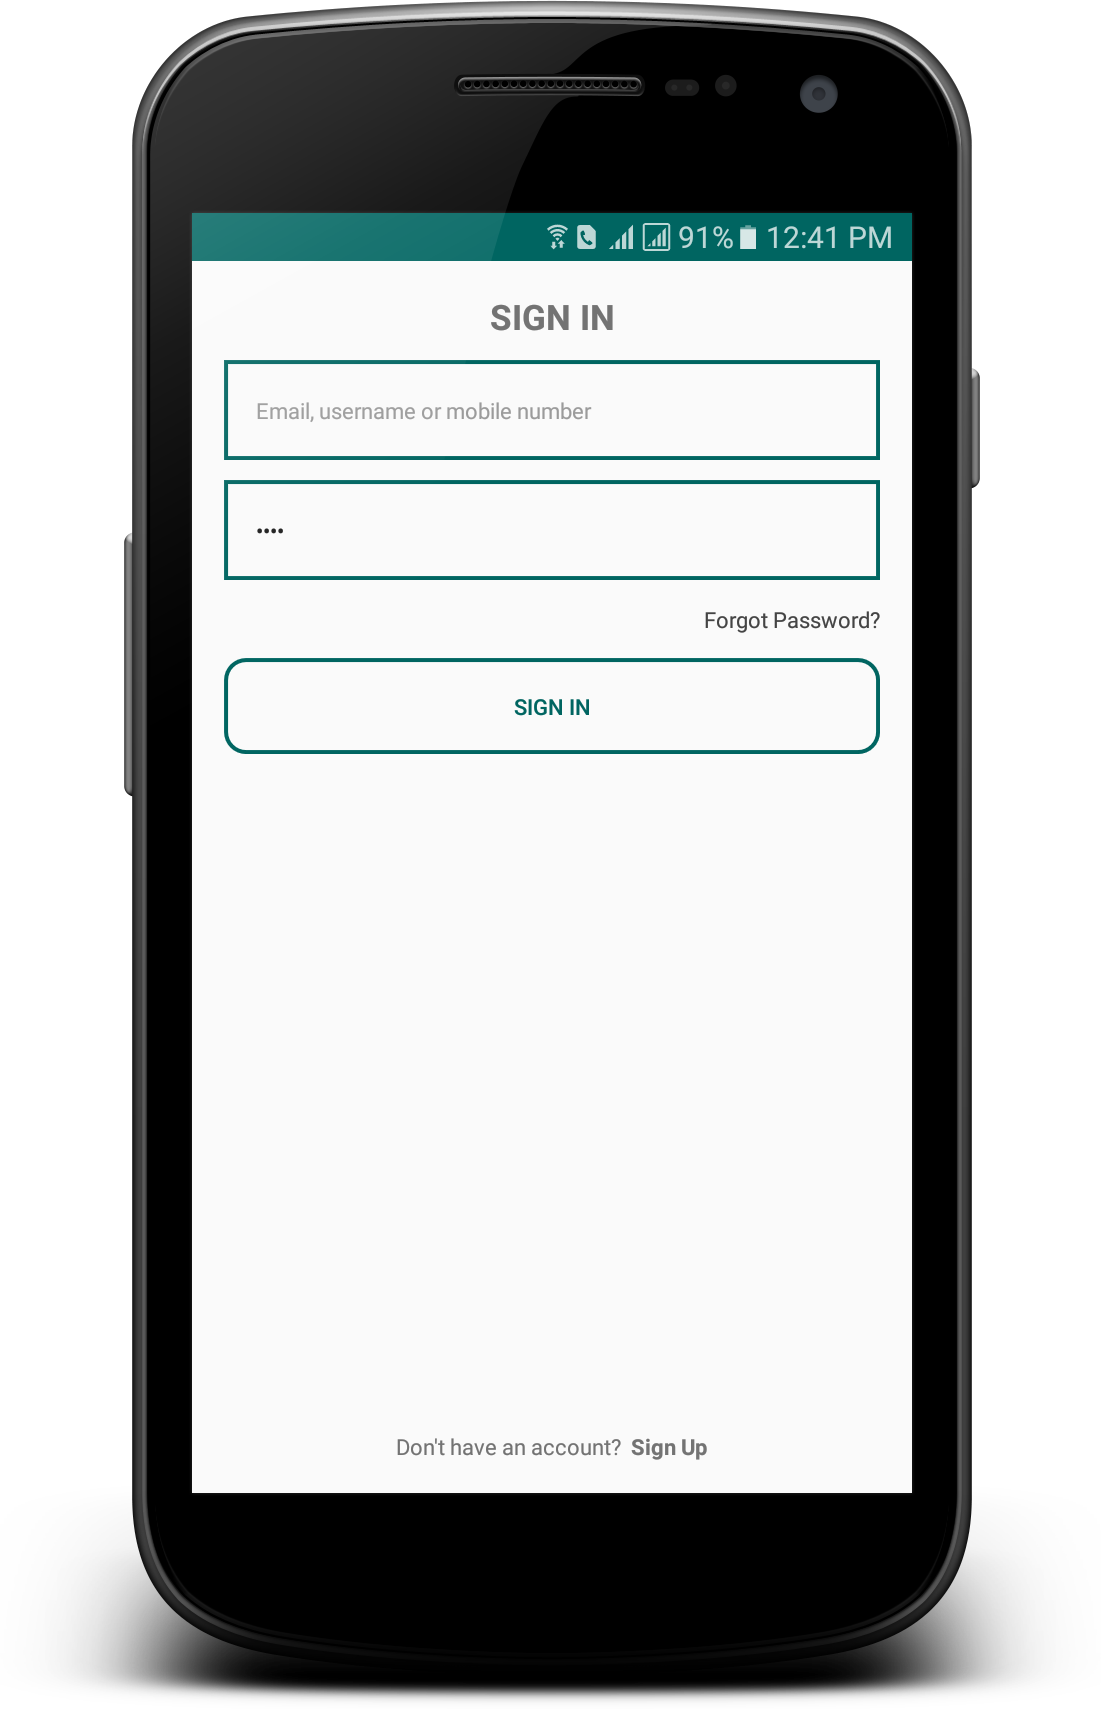 91% 12:41 PM
SIGN IN
Email, username or mobile number
••••
Forgot Password?
SIGN IN
Don't have an account? Sign Up